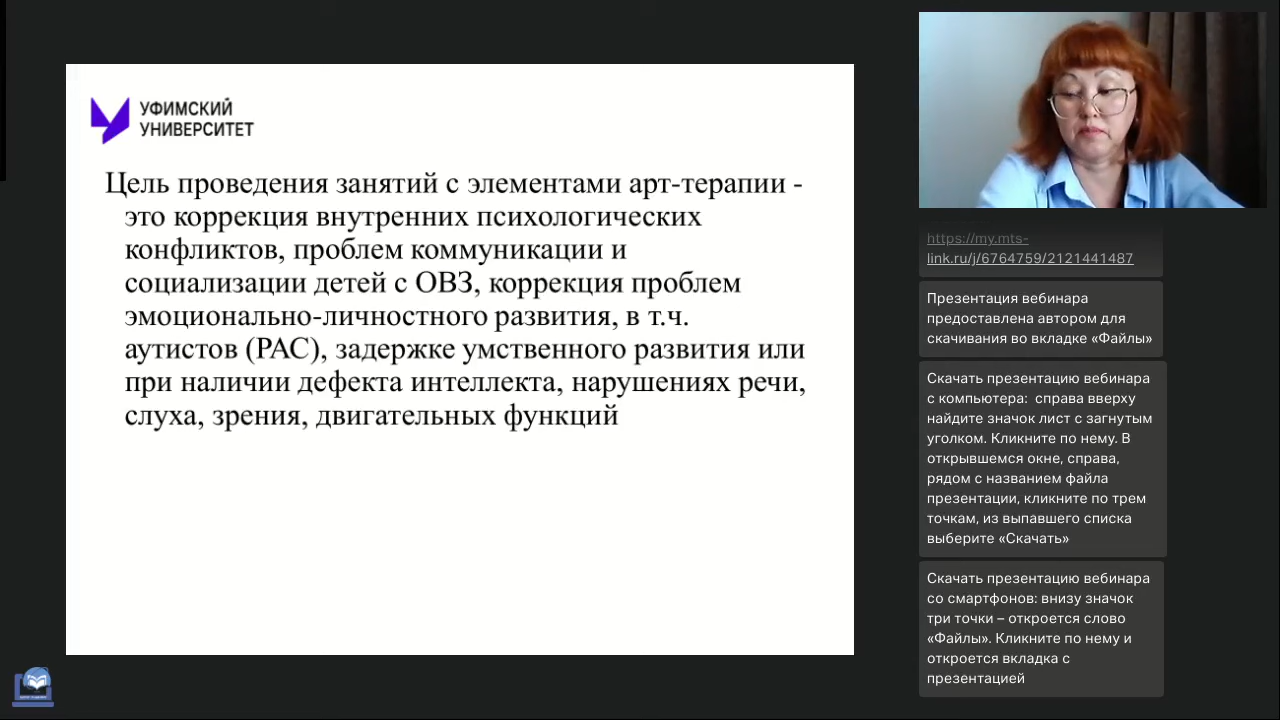 УФИМСКИЙ
УНИВЕРСИТЕТ
Цель проведения занятий с элементами арт-терапии -
это коррекция внутренних психологических
конфликтов, проблем коммуникации и
социализации детей с ОВЗ, коррекция проблем
эмоционально-личностного развития, в т.ч.
аутистов (РАС), задержке умственного развития или
при наличии дефекта интеллекта, нарушениях речи,
слуха, зрения, двигательных функций
https://my.mts-
link.ru/j/6764759/2121441487
Презентация вебинара
предоставлена автором для
скачивания во вкладке «Файлы»
Скачать презентацию вебинара
с компьютера: справа вверху
найдите значок лист с загнутым
уголком. Кликните по нему. В
открывшемся окне, справа,
рядом с названием файла
презентации, кликните по трем
точкам, из выпавшего списка
выберите «Скачать»
Скачать презентацию вебинара
со смартфонов: внизу значок
три точки – откроется слово
«Файлы». Кликните по нему и
откроется вкладка с
презентацией